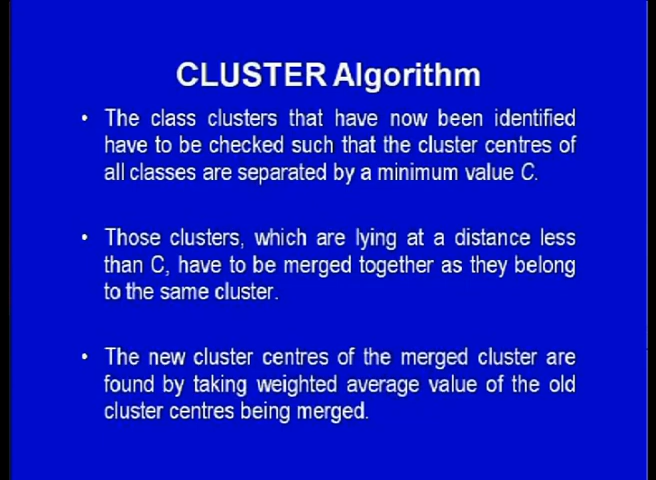 CLUSTER Algorithm
• The class clusters that have now been identified
have to be checked such that the cluster centres of
all classes are separated by a minimum value C.
• Those clusters, which are lying at a distance less
than C, have to be merged together as they belong
to the same cluster.
• The new cluster centres of the merged cluster are
found by taking weighted average value of the old
cluster centres being merged.